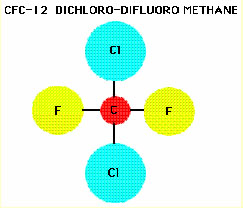 CFC-12 DICHLORO-DIFLUORO METHANE
Cl
F C F
Cl